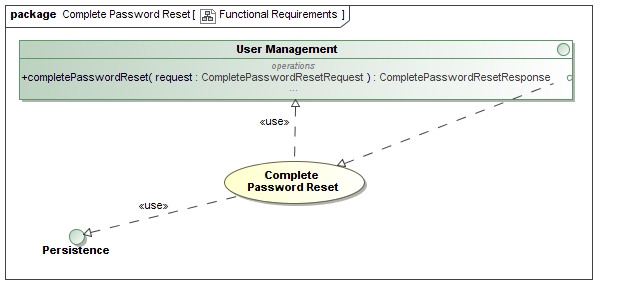 package Complete Password Reset [ Functional Requirements ]
User Management
operations
+completePasswordReset( request : CompletePasswordResetRequest ) : CompletePasswordResetResponse
...
«use»
Complete
Password Reset
«use»
Persistence